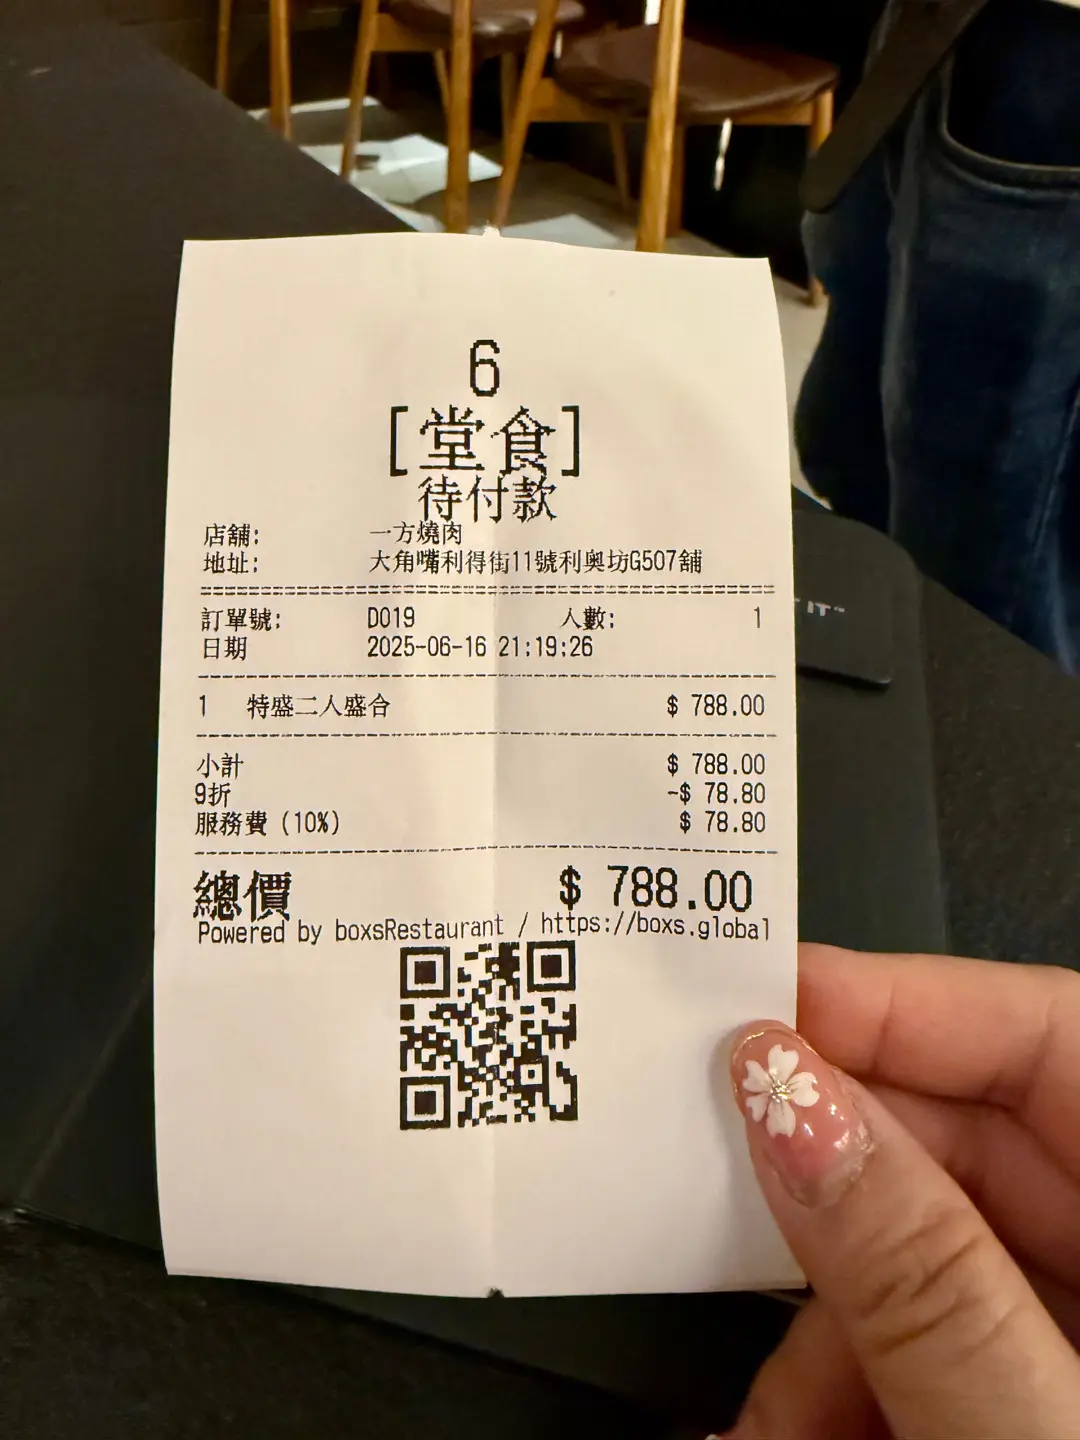 6
[堂食]
待付款
店舖: 一方燒肉
地址: 大角嘴利得街11號利奧坊G507舖
訂單號: D019 人數: 1
日期 2025-06-16 21:19:26
1 特盛二人盛合 $ 788.00
小計 $ 788.00
9折 -$ 78.80
服務費 (10%) $ 78.80
總價 $ 788.00
Powered by boxsRestaurant / https://boxs.global
IT™